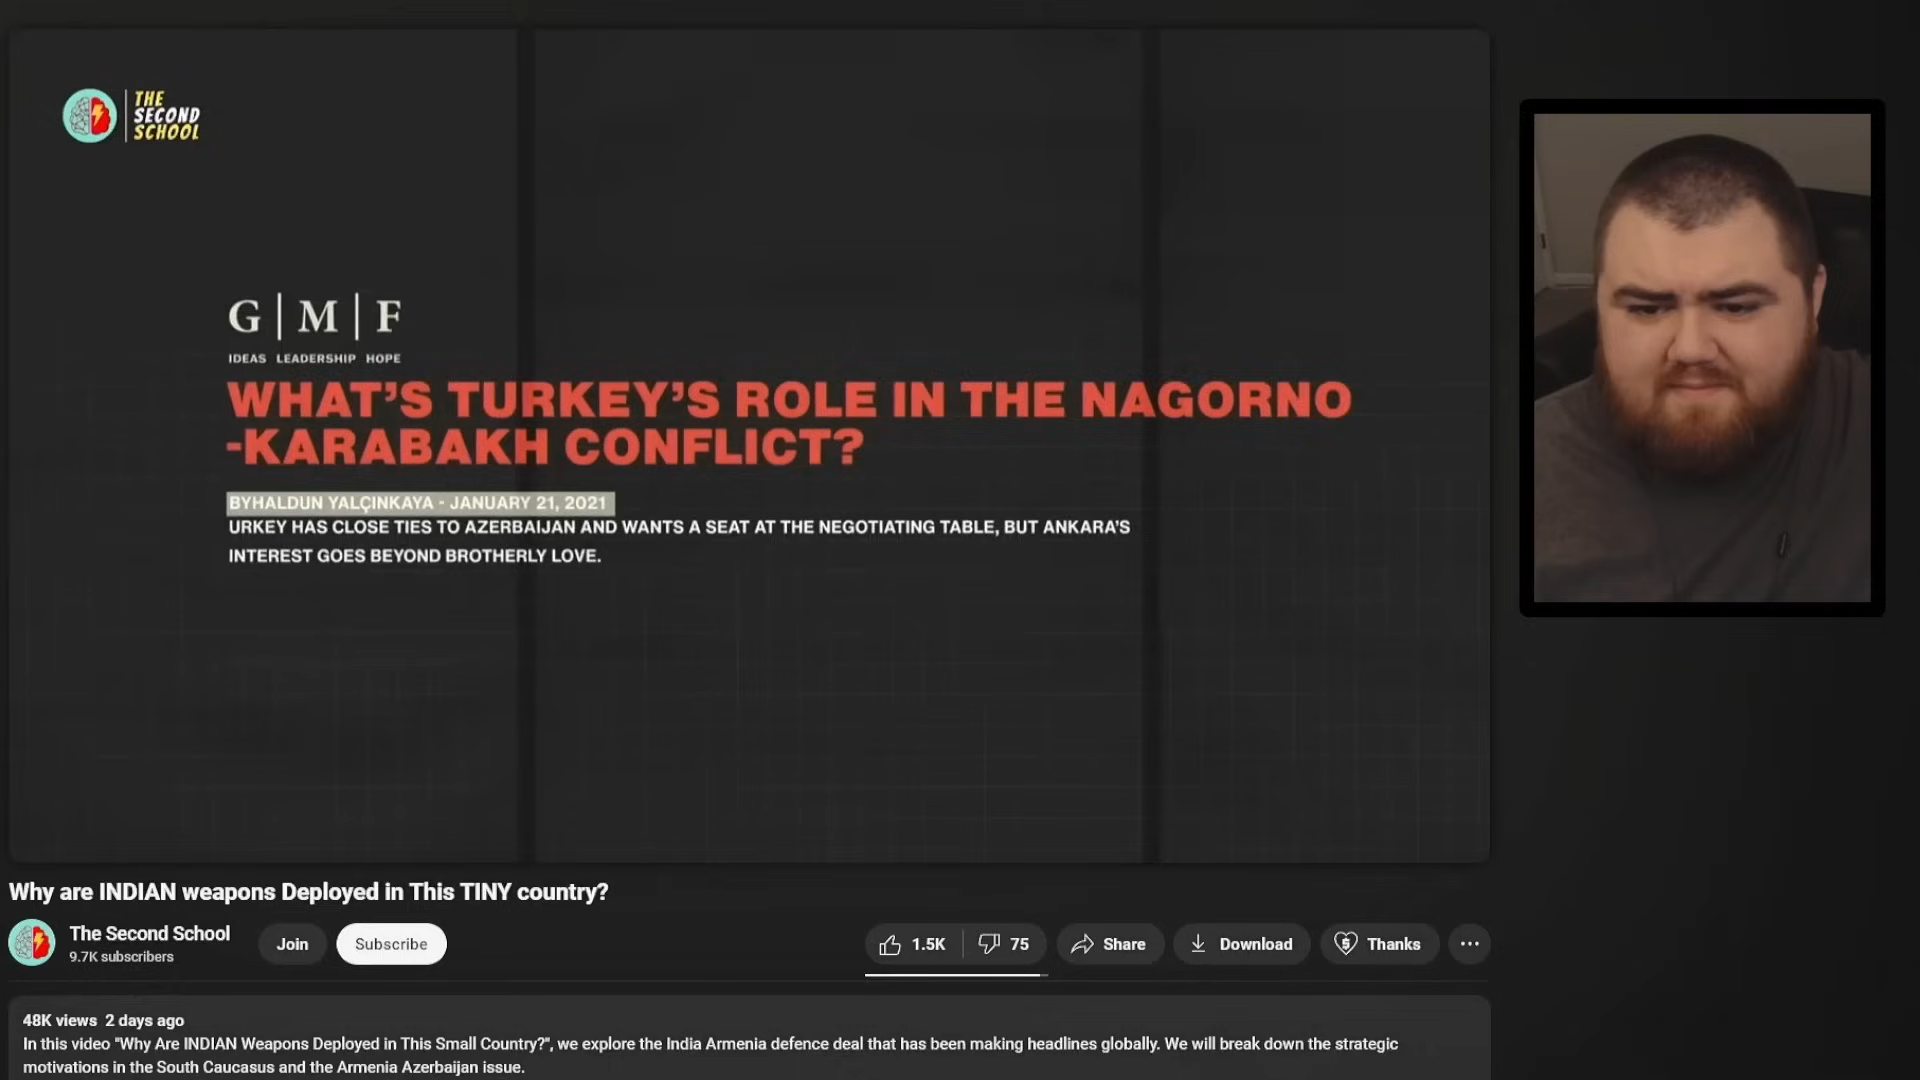 THE
SECOND
SCHOOL
G|M|F
IDEAS LEADERSHIP HOPE
WHAT'S TURKEY'S ROLE IN THE NAGORNO
-KARABAKH CONFLICT?
BYHALDUN YALÇINKAYA - JANUARY 21, 2021
URKEY HAS CLOSE TIES TO AZERBAIJAN AND WANTS A SEAT AT THE NEGOTIATING TABLE, BUT ANKARA'S
INTEREST GOES BEYOND BROTHERLY LOVE.
Why are INDIAN weapons Deployed in This TINY country?
The Second School
9.7K subscribers
Join
Subscribe
1.5K
75
Share
Download
Thanks
48K views 2 days ago
In this video "Why Are INDIAN Weapons Deployed in This Small Country?", we explore the India Armenia defence deal that has been making headlines globally. We will break down the strategic
motivations in the South Caucasus and the Armenia Azerbaijan issue.